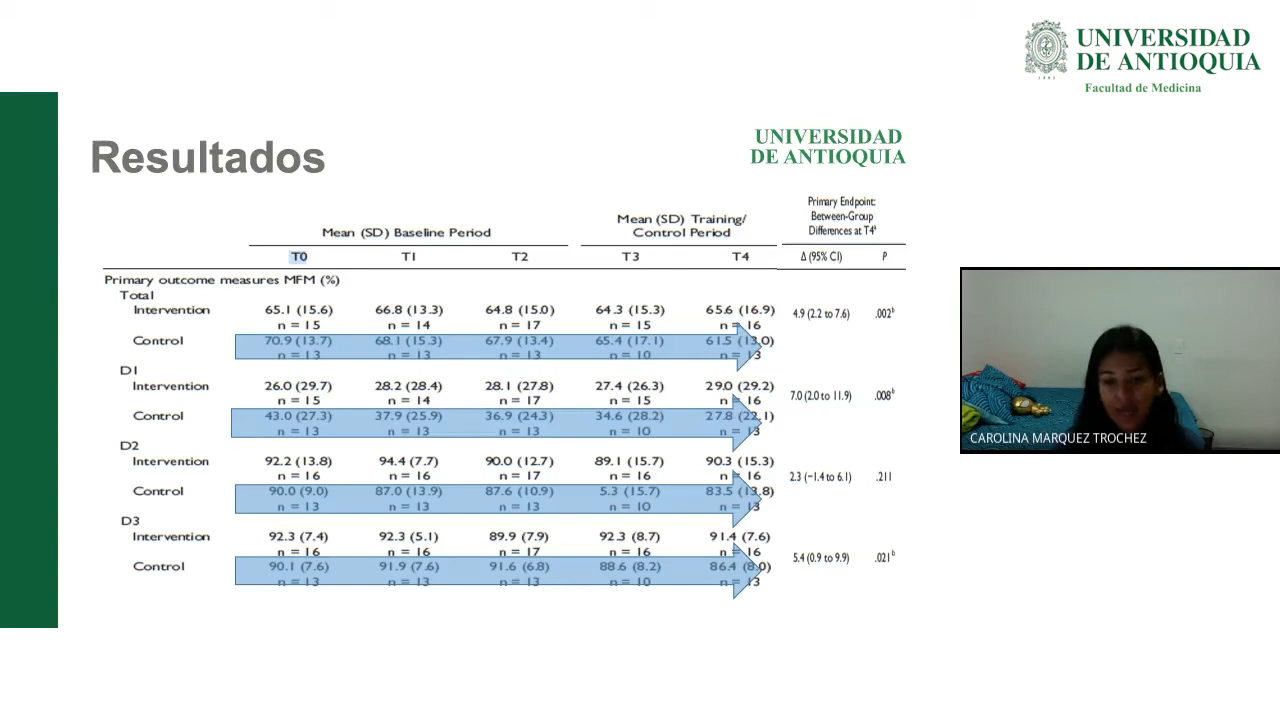 UNIVERSIDAD
DE ANTIOQUIA
1803
Facultad de Medicina
Resultados
UNIVERSIDAD
DE ANTIOQUIA
Mean (SD) Baseline Period
Mean (SD) Training/
Control Period
Primary Endpoint:
Between-Group
Differences at T4ª
T0 T1 T2 T3 T4 Δ (95% CI) P
Primary outcome measures MFM (%)
Total
Intervention 65.1 (15.6) 66.8 (13.3) 64.8 (15.0) 64.3 (15.3) 65.6 (16.9) 4.9 (2.2 to 7.6) .002ᵇ
n = 15 n = 14 n = 17 n = 15 n = 16
Control 70.9 (13.7) 68.1 (15.3) 67.9 (13.4) 65.4 (17.1) 61.5 (13.0)
n = 13 n = 13 n = 13 n = 10 n = 13
D1
Intervention 26.0 (29.7) 28.2 (28.4) 28.1 (27.8) 27.4 (26.3) 29.0 (29.2) 7.0 (2.0 to 11.9) .008ᵇ
n = 15 n = 14 n = 17 n = 15 n = 16
Control 43.0 (27.3) 37.9 (25.9) 36.9 (24.3) 34.6 (28.2) 27.8 (22.1)
n = 13 n = 13 n = 13 n = 10 n = 13
D2
Intervention 92.2 (13.8) 94.4 (7.7) 90.0 (12.7) 89.1 (15.7) 90.3 (15.3) 2.3 (−1.4 to 6.1) .211
n = 16 n = 16 n = 17 n = 16 n = 16
Control 90.0 (9.0) 87.0 (13.9) 87.6 (10.9) 5.3 (15.7) 83.5 (13.8)
n = 13 n = 13 n = 13 n = 10 n = 13
D3
Intervention 92.3 (7.4) 92.3 (5.1) 89.9 (7.9) 92.3 (8.7) 91.4 (7.6) 5.4 (0.9 to 9.9) .021ᵇ
n = 16 n = 16 n = 17 n = 16 n = 16
Control 90.1 (7.6) 91.9 (7.6) 91.6 (6.8) 88.6 (8.2) 86.4 (8.0)
n = 13 n = 13 n = 13 n = 10 n = 13
CAROLINA MARQUEZ TROCHEZ